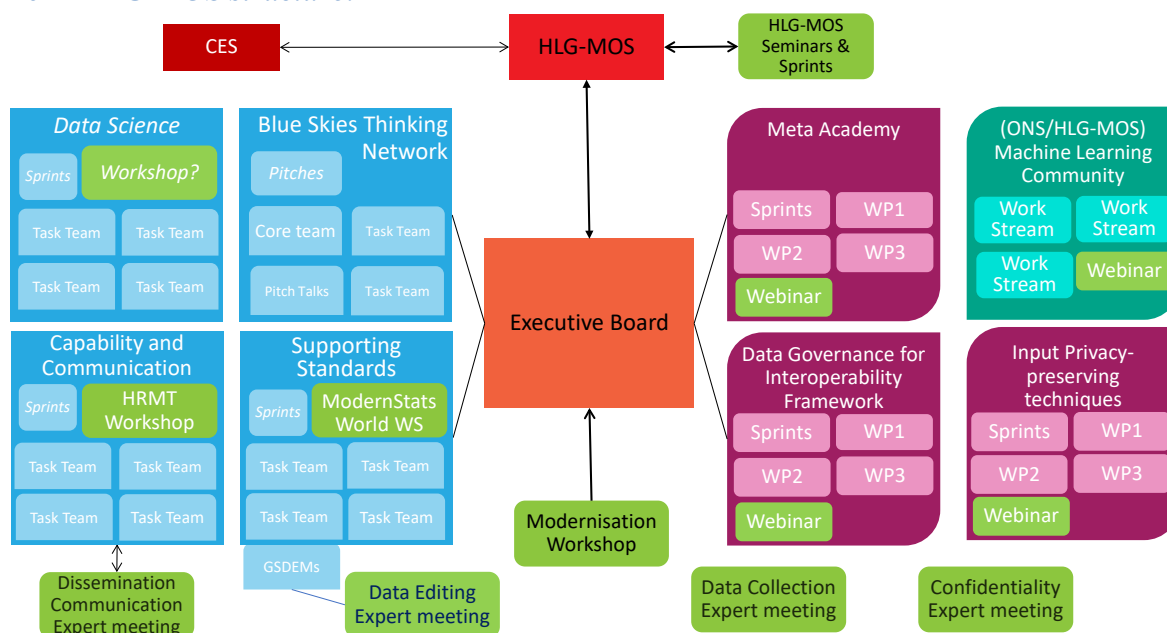 CES
HLG-MOS
HLG-MOS
Seminars &
Sprints
Data Science
Sprints
Workshop?
Task Team
Task Team
Task Team
Task Team
Blue Skies Thinking
Network
Pitches
Core team
Task Team
Pitch Talks
Task Team
Executive Board
Meta Academy
Sprints
WP1
WP2
WP3
Webinar
(ONS/HLG-MOS)
Machine Learning
Community
Work
Stream
Work
Stream
Work
Stream
Webinar
Capability and
Communication
Sprints
HRMT
Workshop
Task Team
Task Team
Task Team
Task Team
Supporting
Standards
Sprints
ModernStats
World WS
Task Team
Task Team
Task Team
Task Team
GSDEMs
Data Governance for
Interoperability
Framework
Sprints
WP1
WP2
WP3
Webinar
Input Privacy-
preserving
techniques
Sprints
WP1
WP2
WP3
Webinar
Modernisation
Workshop
Dissemination
Communication
Expert meeting
Data Editing
Expert meeting
Data Collection
Expert meeting
Confidentiality
Expert meeting